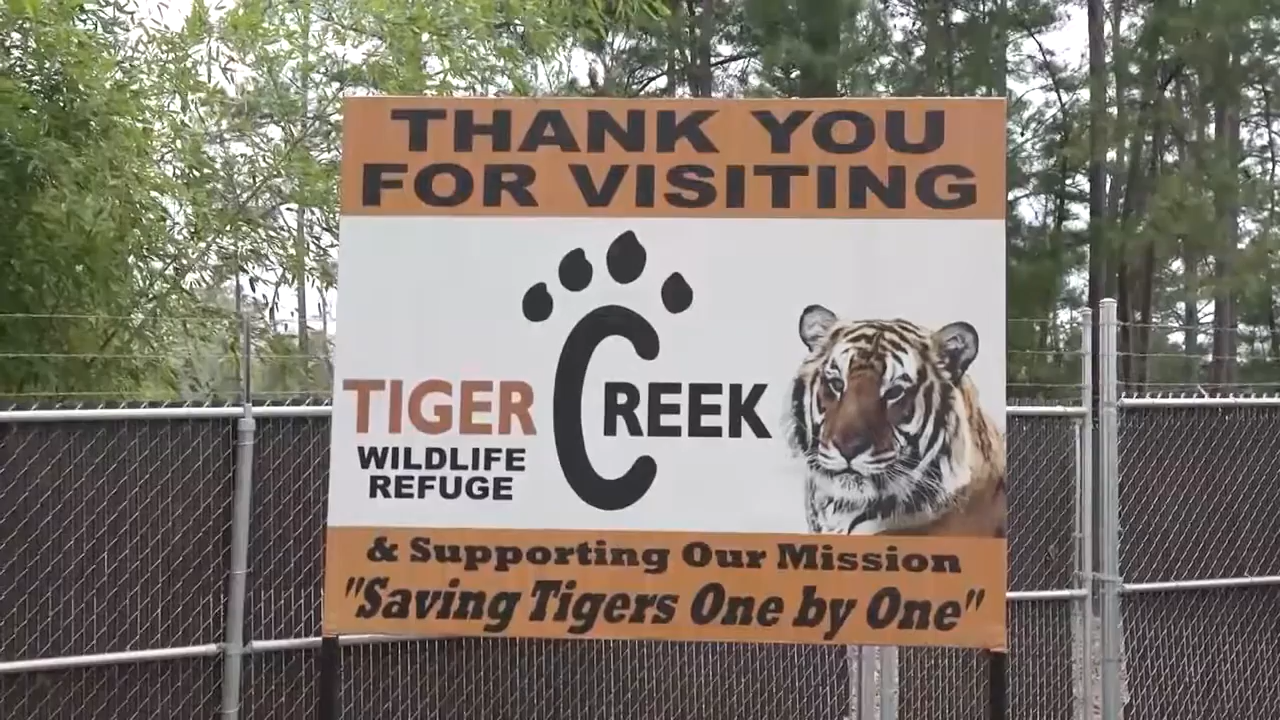 THANK YOU
FOR VISITING
TIGER CREEK
WILDLIFE
REFUGE
& Supporting Our Mission
"Saving Tigers One by One"